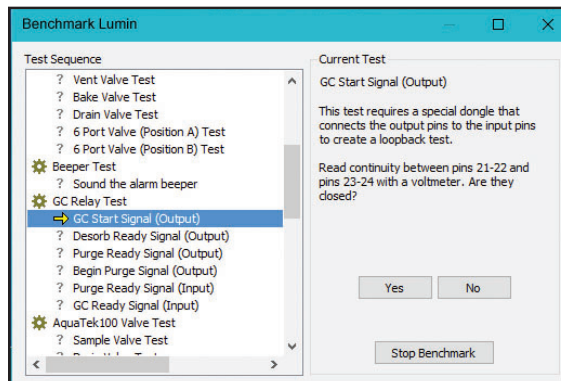 Benchmark Lumin
Test Sequence
? Vent Valve Test
? Bake Valve Test
? Drain Valve Test
? 6 Port Valve (Position A) Test
? 6 Port Valve (Position B) Test
Beeper Test
? Sound the alarm beeper
GC Relay Test
GC Start Signal (Output)
? Desorb Ready Signal (Output)
? Purge Ready Signal (Output)
? Begin Purge Signal (Output)
? Purge Ready Signal (Input)
? GC Ready Signal (Input)
AquaTek100 Valve Test
? Sample Valve Test
Current Test
GC Start Signal (Output)
This test requires a special dongle that
connects the output pins to the input pins
to create a loopback test.
Read continuity between pins 21-22 and
pins 23-24 with a voltmeter. Are they
closed?
Yes
No
Stop Benchmark